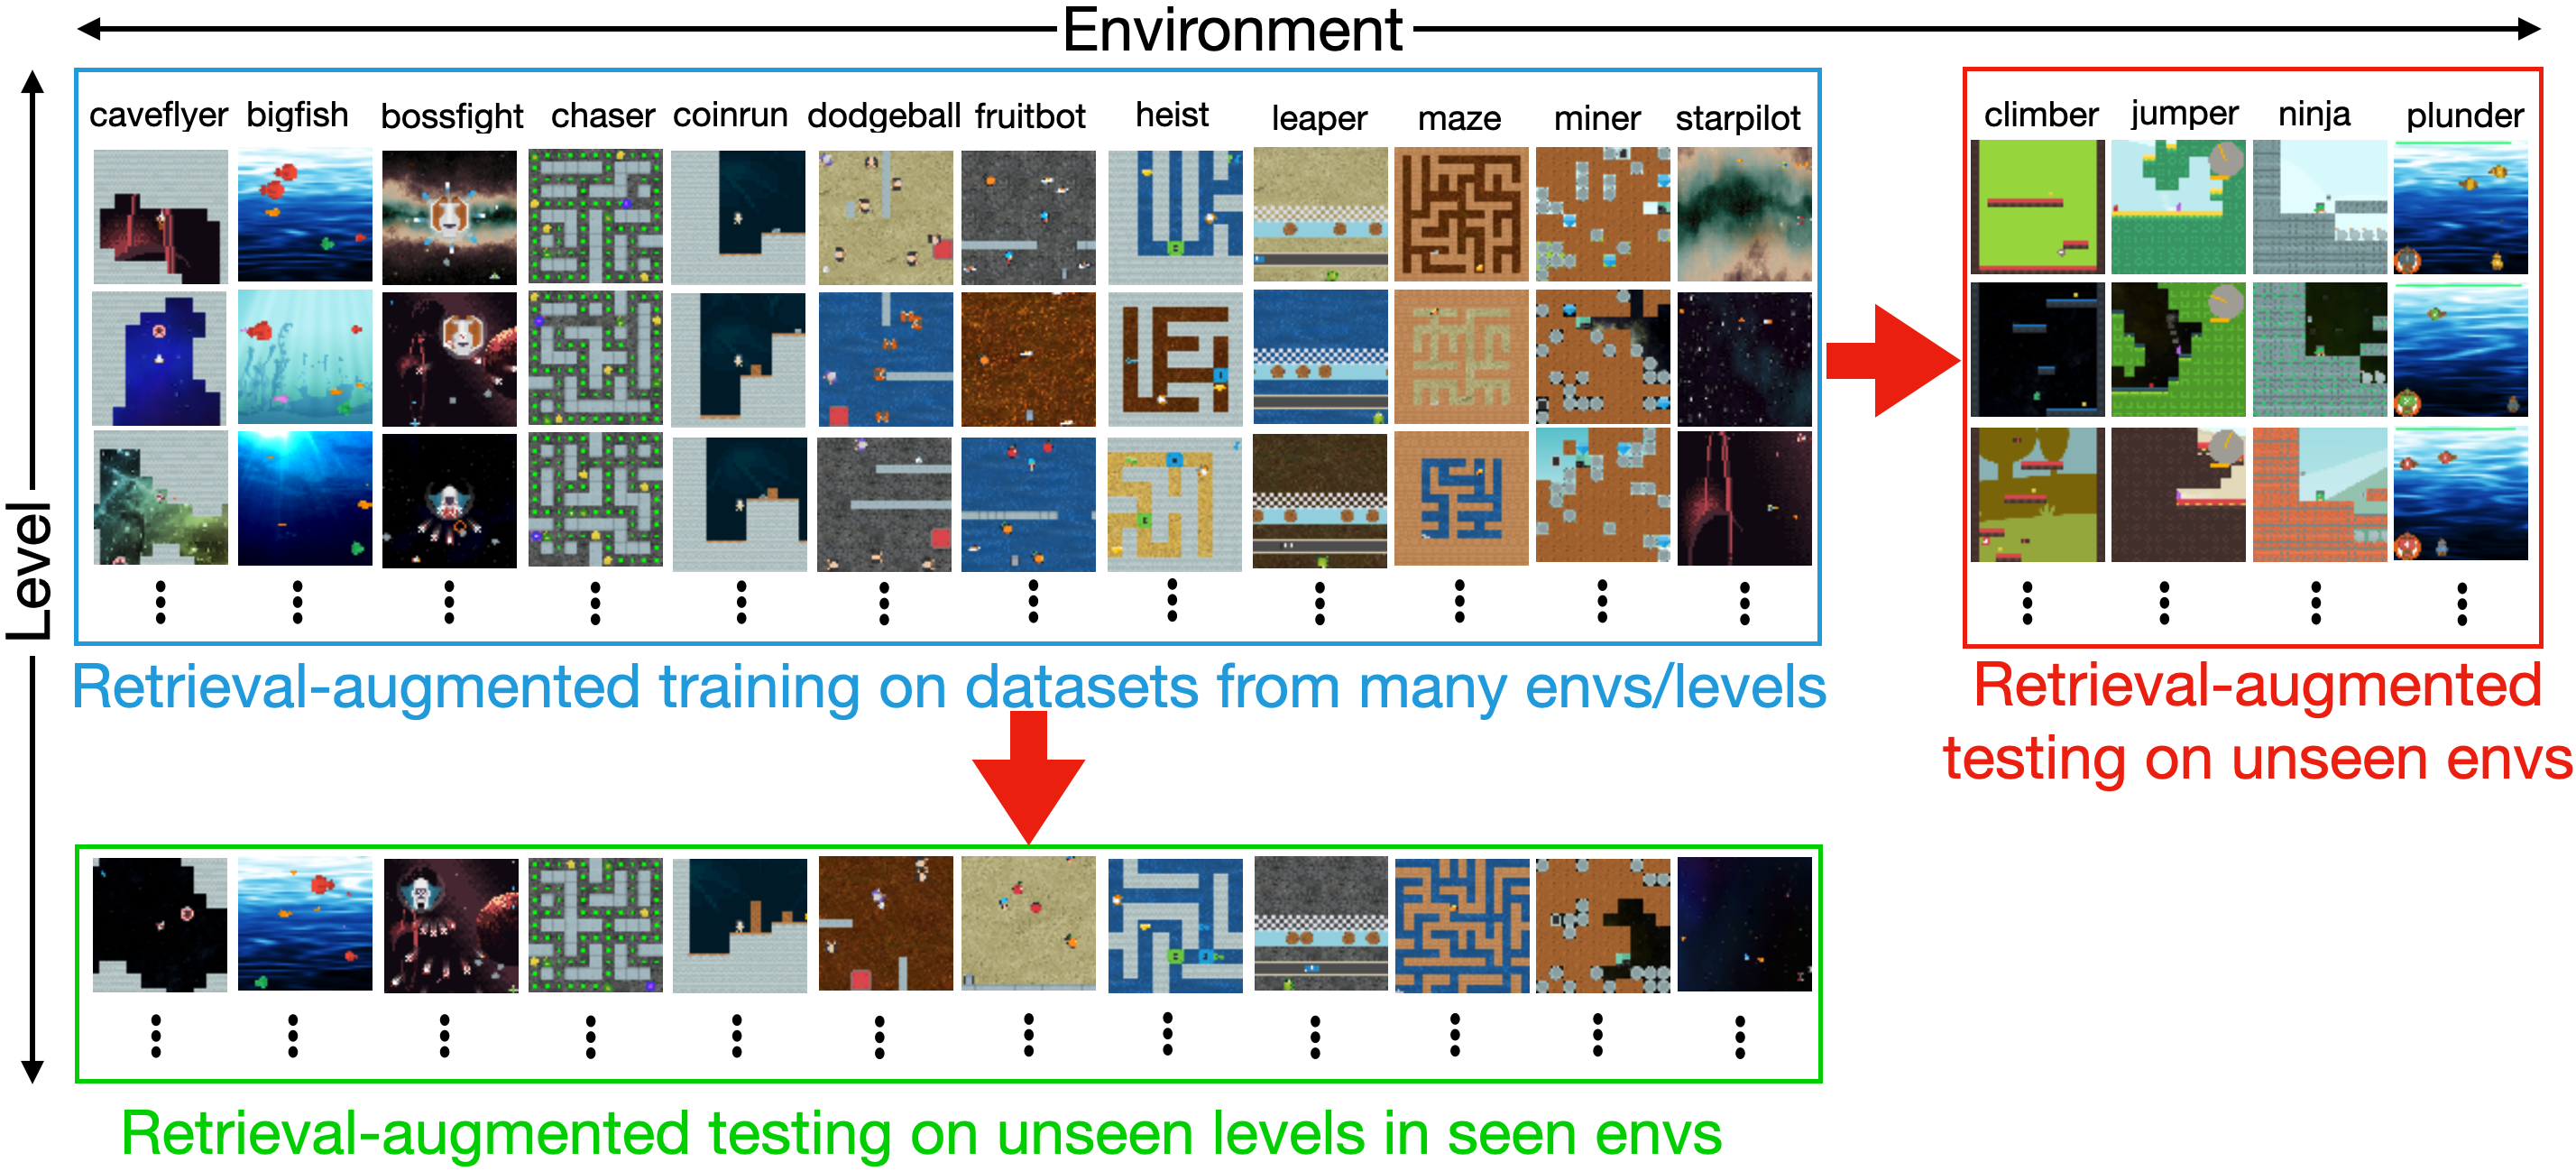 Environment
Level
caveflyer bigfish bossfight chaser coinrun dodgeball fruitbot heist leaper maze miner starpilot
climber jumper ninja plunder
Retrieval-augmented training on datasets from many envs/levels
Retrieval-augmented
testing on unseen envs
Retrieval-augmented testing on unseen levels in seen envs